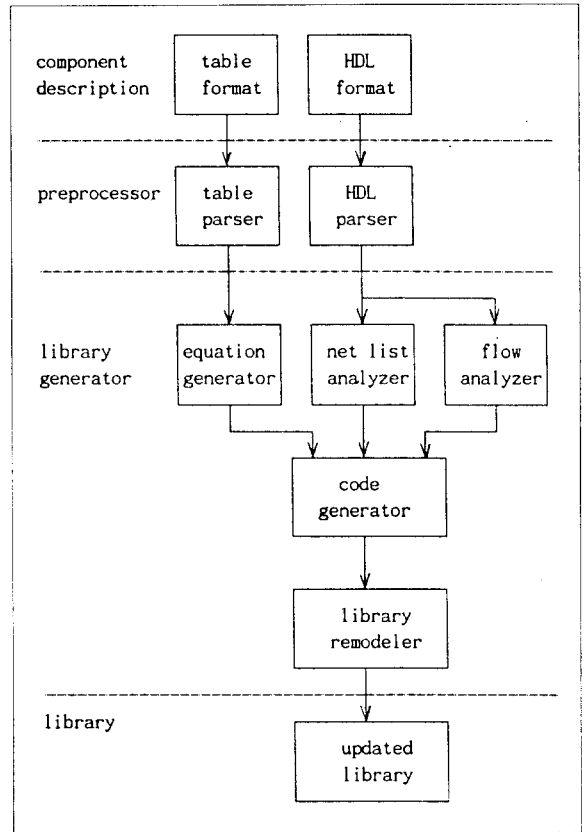 component
description
table
format
HDL
format
preprocessor
table
parser
HDL
parser
library
generator
equation
generator
net list
analyzer
flow
analyzer
code
generator
library
remodeler
library
updated
library